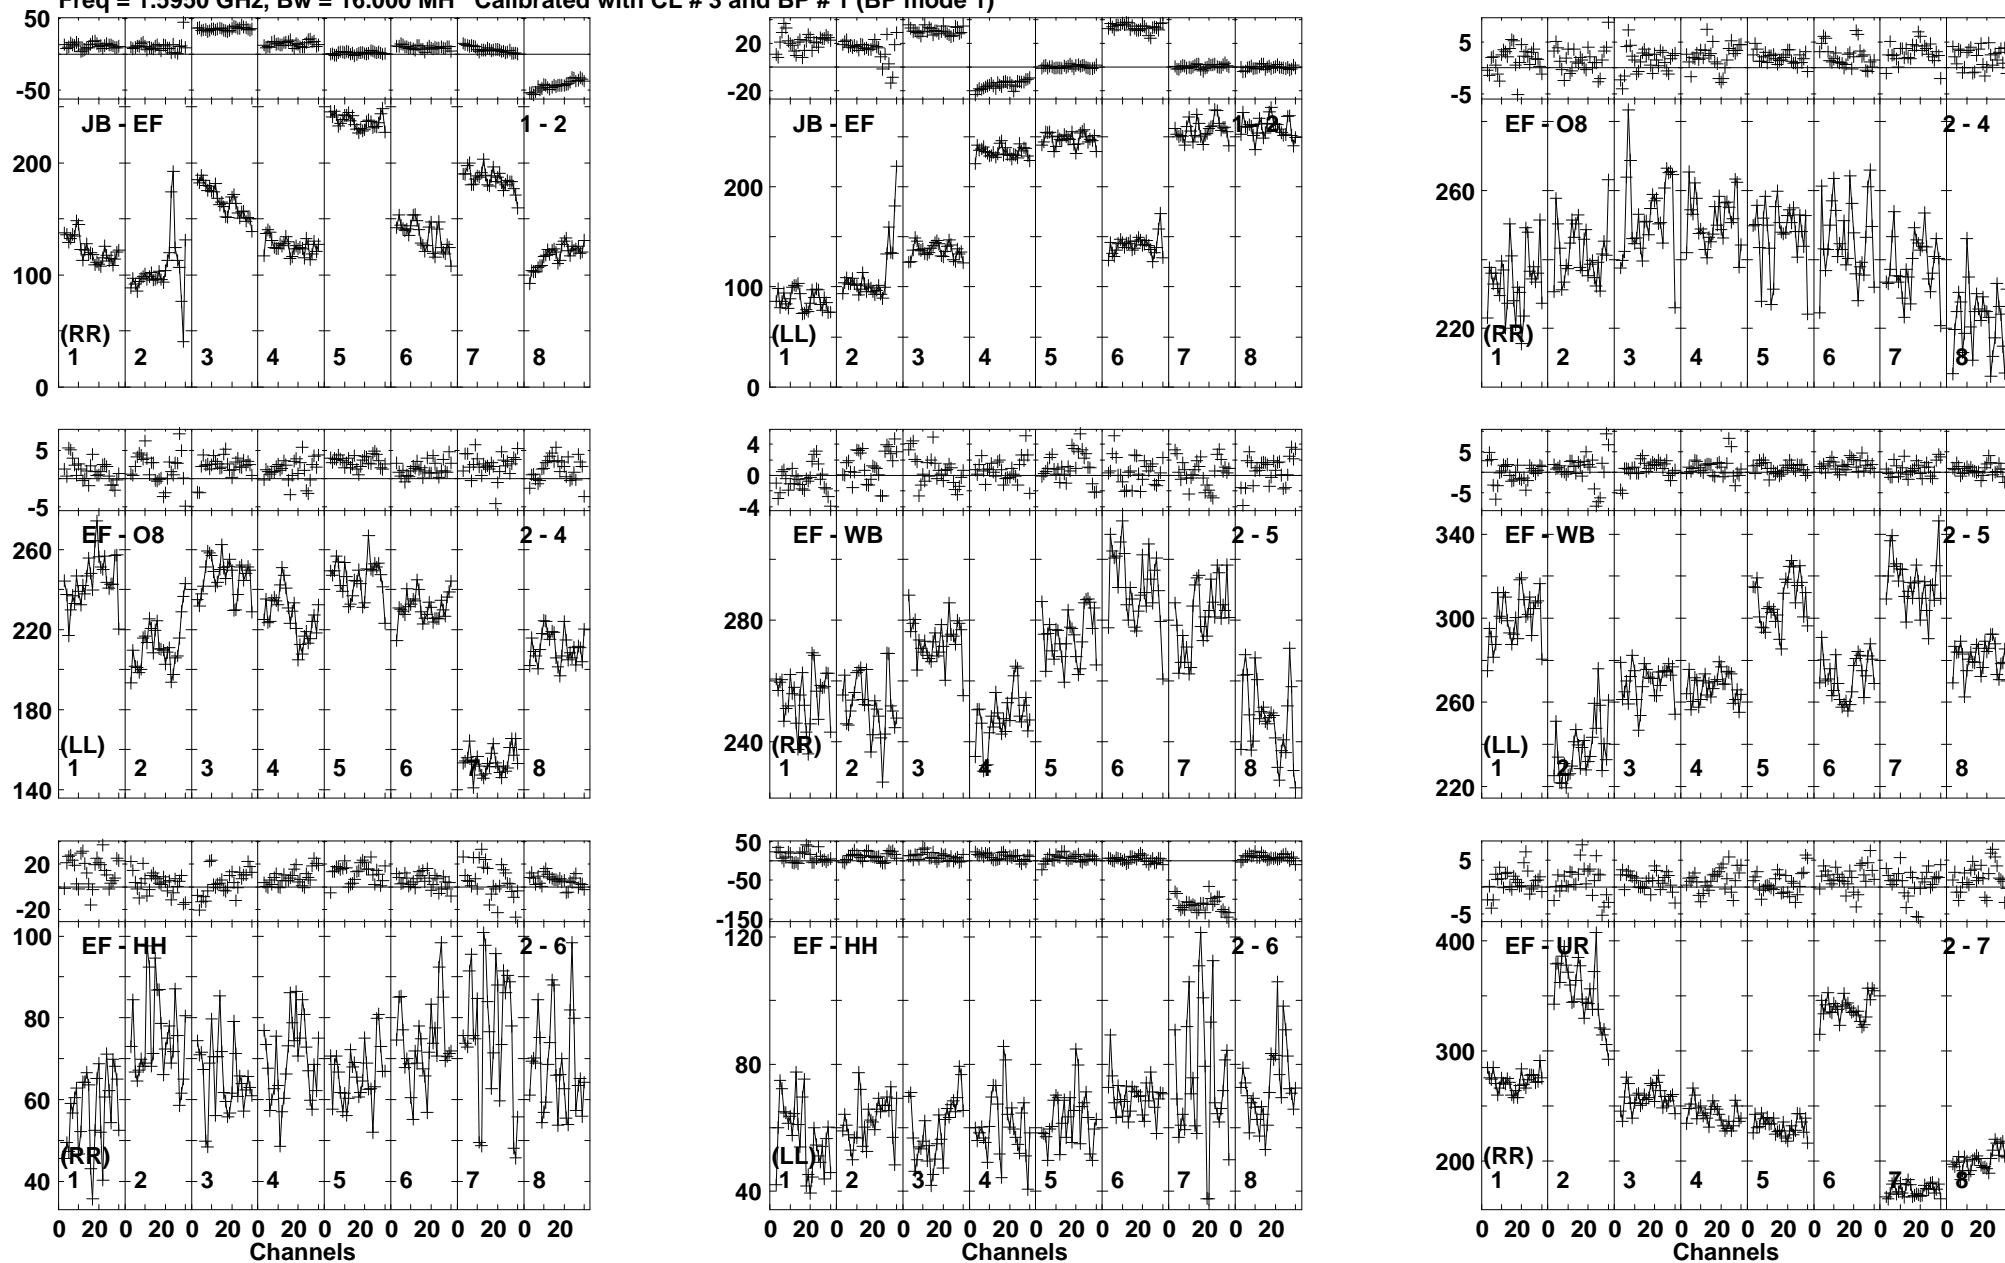 Freq = 1.5950 GHz, Bw = 16.000 MH Calibrated with CL # 3 and BP # 1 (BP mode 1)
50
-50
JB - EF 1 - 2
200
100
0
(RR)
1 2 3 4 5 6 7 8
20
-20
JB - EF 1 - 2
200
100
0
(LL)
1 2 3 4 5 6 7 8
5
-5
EF - O8 2 - 4
260
220
(RR)
1 2 3 4 5 6 7 8
5
-5
EF - O8 2 - 4
260
220
180
140
(LL)
1 2 3 4 5 6 7 8
4
0
-4
EF - WB 2 - 5
280
240
(RR)
1 2 3 4 5 6 7 8
5
-5
EF - WB 2 - 5
340
300
260
220
(LL)
1 2 3 4 5 6 7 8
20
-20
EF - HH 2 - 6
100
80
60
40
(RR)
1 2 3 4 5 6 7 8
0 20 0 20 0 20 0 20 0 20 0 20 0 20 0 20
Channels
50
-50
-150
EF - HH 2 - 6
120
80
40
(LL)
1 2 3 4 5 6 7 8
0 20 0 20 0 20 0 20 0 20 0 20 0 20 0 20
Channels
5
-5
EF - UR 2 - 7
400
300
200
(RR)
1 2 3 4 5 6 7 8
0 20 0 20 0 20 0 20 0 20 0 20 0 20 0 20
Channels